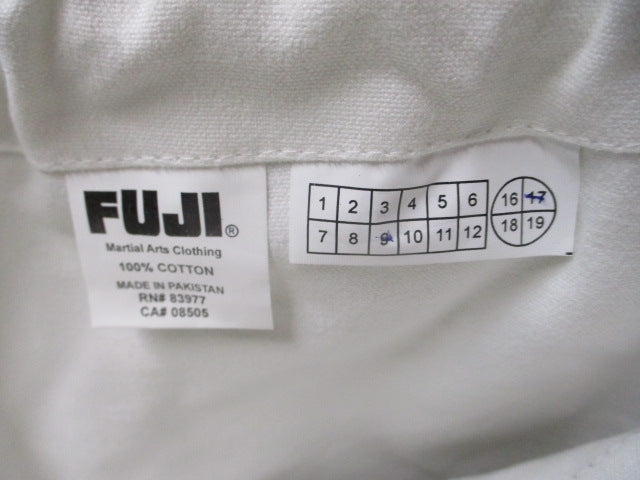 FUJI®
Martial Arts Clothing
100% COTTON
MADE IN PAKISTAN
RN# 83977
CA# 08505
1 2 3 4 5 6
7 8 9 10 11 12
16 17
18 19